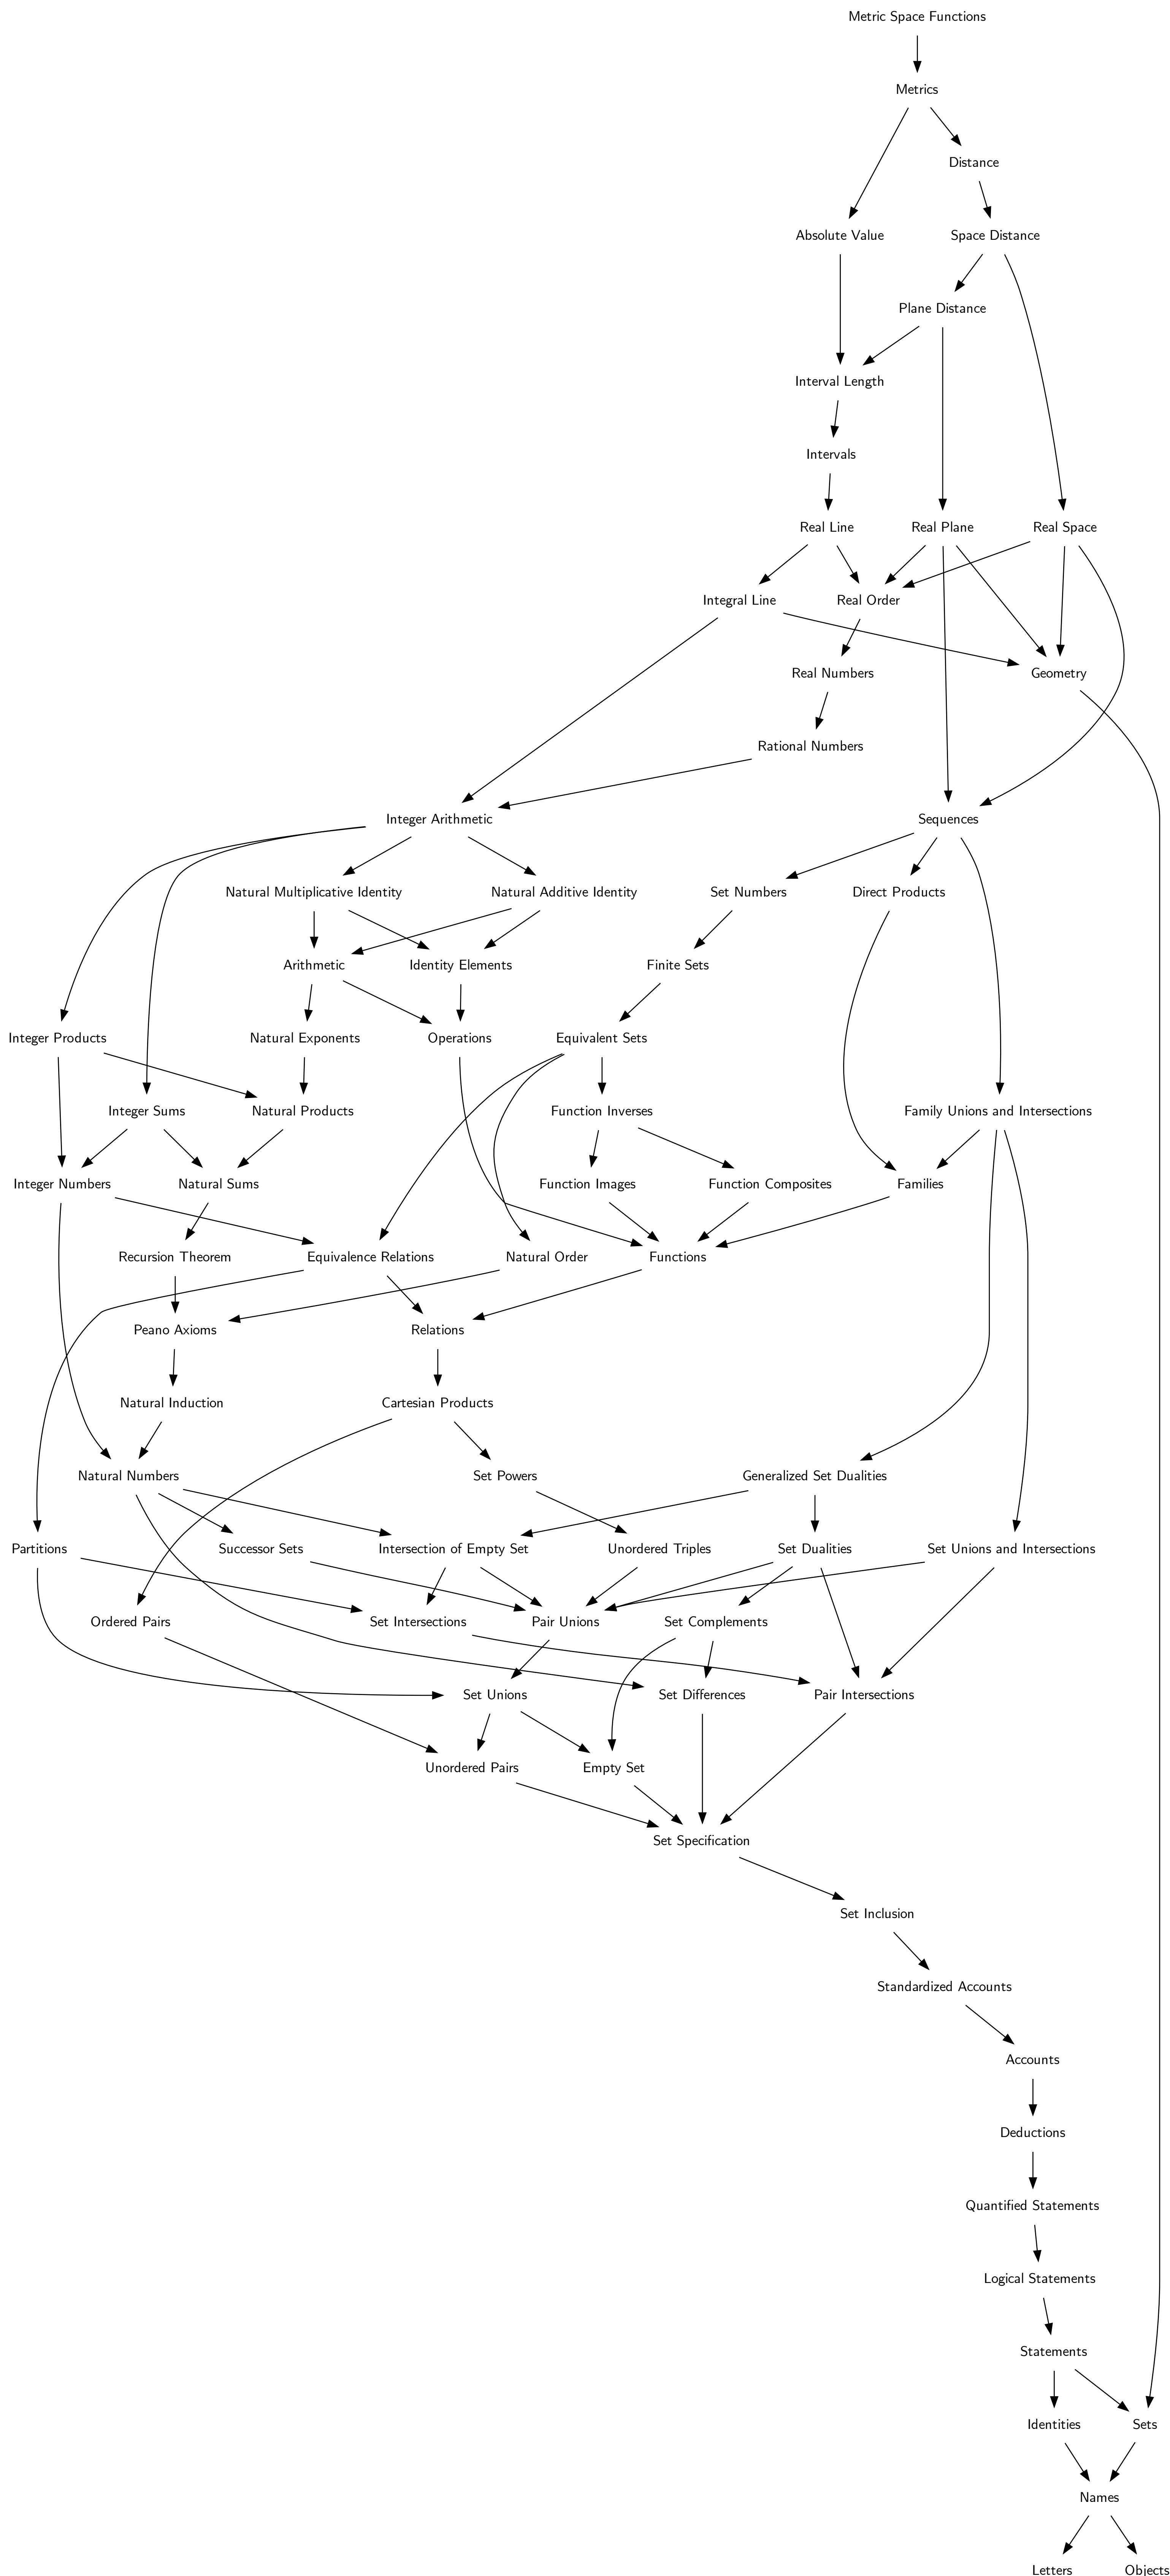 Metric Space Functions
Metrics
Distance
Absolute Value
Space Distance
Plane Distance
Interval Length
Intervals
Real Line
Real Plane
Real Space
Integral Line
Real Order
Real Numbers
Geometry
Rational Numbers
Integer Arithmetic
Sequences
Natural Multiplicative Identity
Natural Additive Identity
Set Numbers
Direct Products
Arithmetic
Identity Elements
Finite Sets
Integer Products
Natural Exponents
Operations
Equivalent Sets
Integer Sums
Natural Products
Function Inverses
Family Unions and Intersections
Integer Numbers
Natural Sums
Function Images
Function Composites
Families
Recursion Theorem
Equivalence Relations
Natural Order
Functions
Peano Axioms
Relations
Natural Induction
Cartesian Products
Natural Numbers
Set Powers
Generalized Set Dualities
Partitions
Successor Sets
Intersection of Empty Set
Unordered Triples
Set Dualities
Set Unions and Intersections
Ordered Pairs
Set Intersections
Pair Unions
Set Complements
Set Unions
Set Differences
Pair Intersections
Unordered Pairs
Empty Set
Set Specification
Set Inclusion
Standardized Accounts
Accounts
Deductions
Quantified Statements
Logical Statements
Statements
Identities
Sets
Names
Letters
Objects